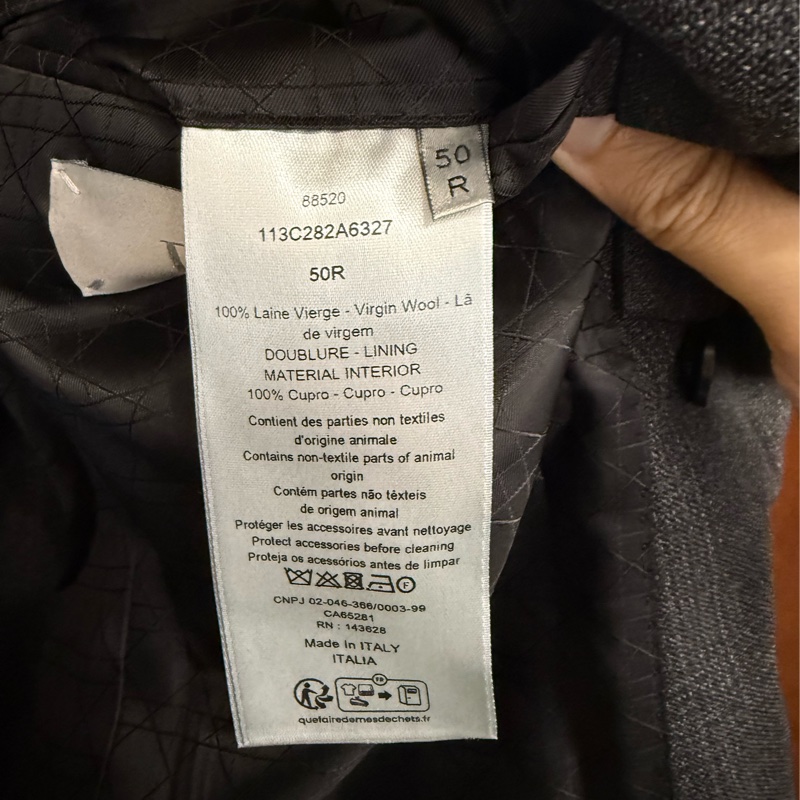 50
R
88520
113C282A6327
50R
100% Laine Vierge - Virgin Wool - Lã
de virgem
DOUBLURE - LINING
MATERIAL INTERIOR
100% Cupro - Cupro - Cupro
Contient des parties non textiles
d'origine animale
Contains non-textile parts of animal
origin
Contém partes não têxteis
de origem animal
Protéger les accessoires avant nettoyage
Protect accessories before cleaning
Proteja os acessórios antes de limpar
F
CNPJ 02-046-366/0003-99
CA65281
RN : 143628
Made in ITALY
ITALIA
FR
quefairedemesdechets.fr